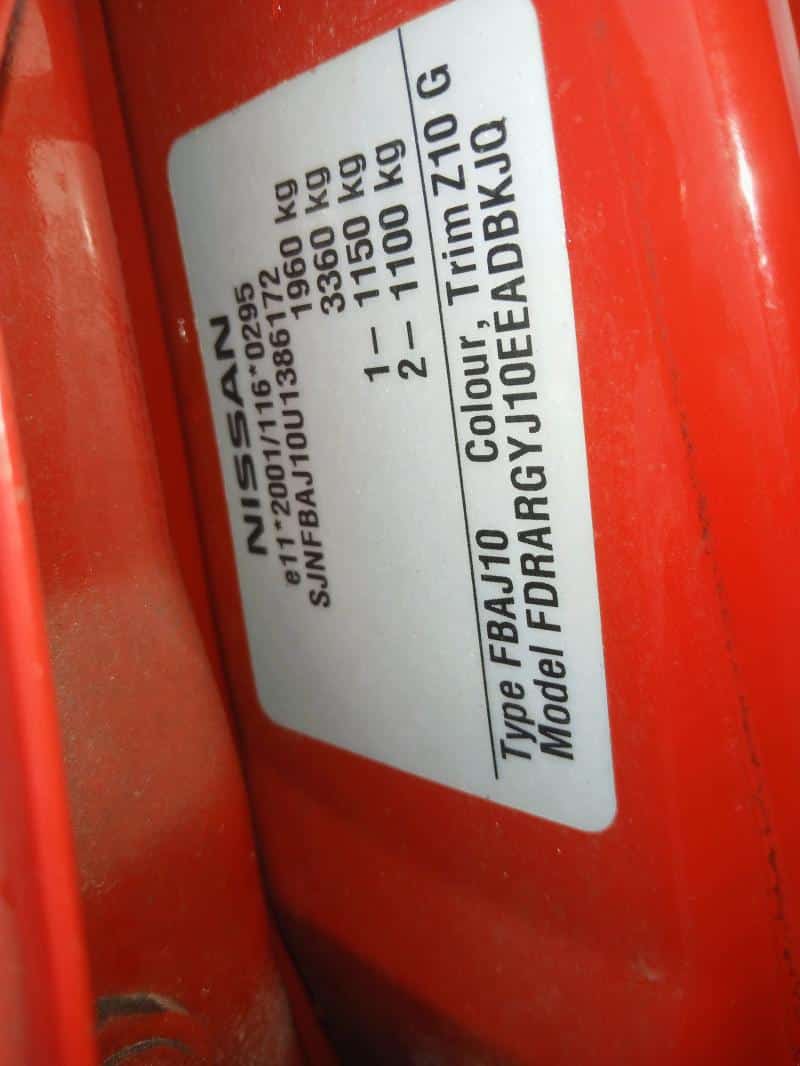 NISSAN
e11*2001/116*0295
SJNFBAJ10U1386172
1960 kg
3360 kg
1– 1150 kg
2– 1100 kg
Type FBAJ10 Colour, Trim Z10 G
Model FDRARGYJ10EEADBKJQ